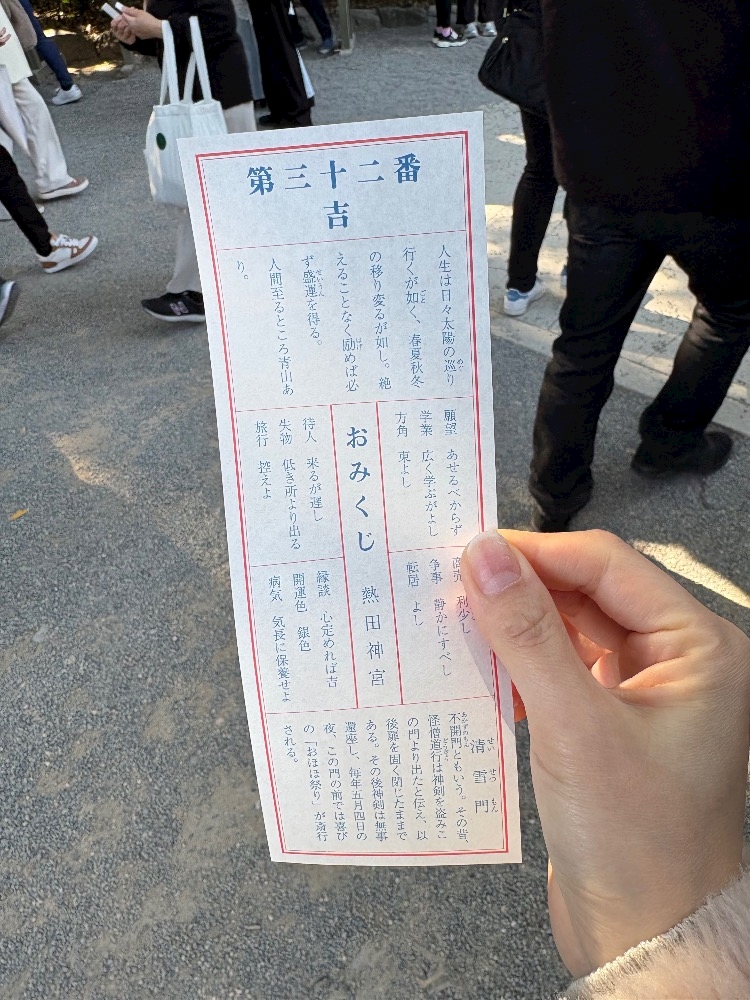 第三十二番
吉
人生は日々太陽の巡り
行くが如く、春夏秋冬
の移り変るが如し。絶
えることなく励めば必
ず盛運を得る。
人間至るところ青山あ
り。
願望 あせるべからず
学業 広く学ぶがよし
方角 東よし
商売 利少し
争事 静かにすべし
転居 よし
おみくじ 熱田神宮
待人 来るが遅し
失物 低き所より出る
旅行 控えよ
縁談 心定めれば吉
開運色 銀色
病気 気長に保養せよ
清雪門
不開門ともいう。その昔、
怪僧道行は神剣を盗みこ
の門より出たと伝え、以
後扉を固く閉じたままで
ある。その後神剣は無事
還座し、毎年五月四日の
夜、この門の前では喜び
の「おほほ祭り」が斎行
される。